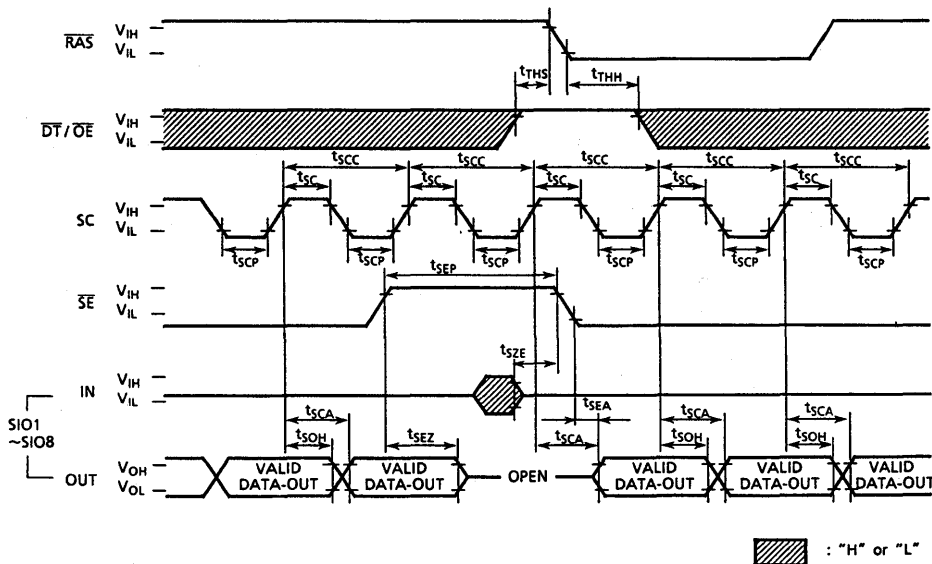 RAS
VIH
VIL
tTHS
tTHH
DT / OE
VIH
VIL
tSCC tSCC tSCC tSCC tSCC
tSC tSC tSC tSC tSC
SC
VIH
VIL
tSCP tSCP tSCP tSCP tSCP tSCP
tSEP
SE
VIH
VIL
tSZE
IN
VIH
VIL
SIO1
~SIO8
tSCA tSEA tSCA tSCA
tSOH tSEZ tSCA tSOH tSOH
OUT
VOH
VOL
VALID DATA-OUT
VALID DATA-OUT
OPEN
VALID DATA-OUT
VALID DATA-OUT
VALID DATA-OUT
: "H" or "L"